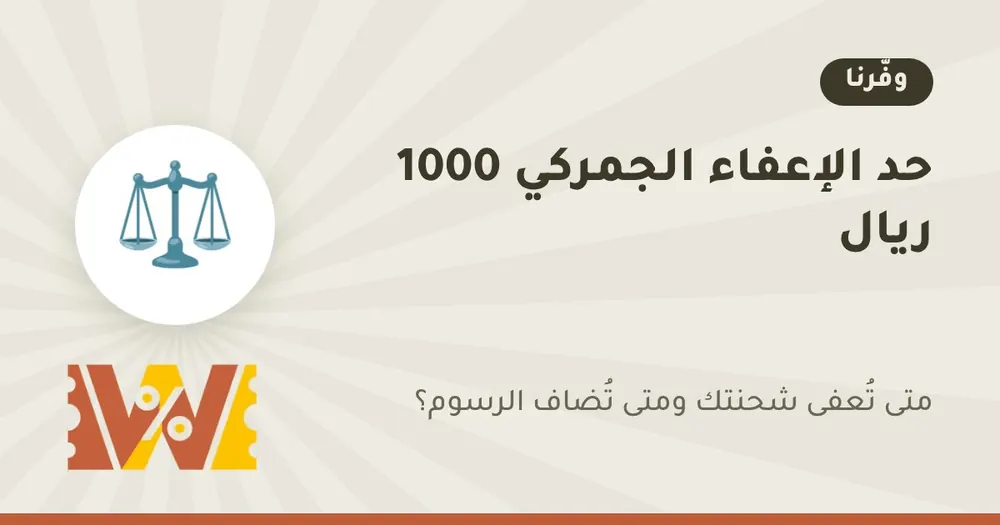 وفّرنا
حد الإعفاء الجمركي 1000
ريال
متى تُعفى شحنتك ومتى تُضاف الرسوم؟
W%